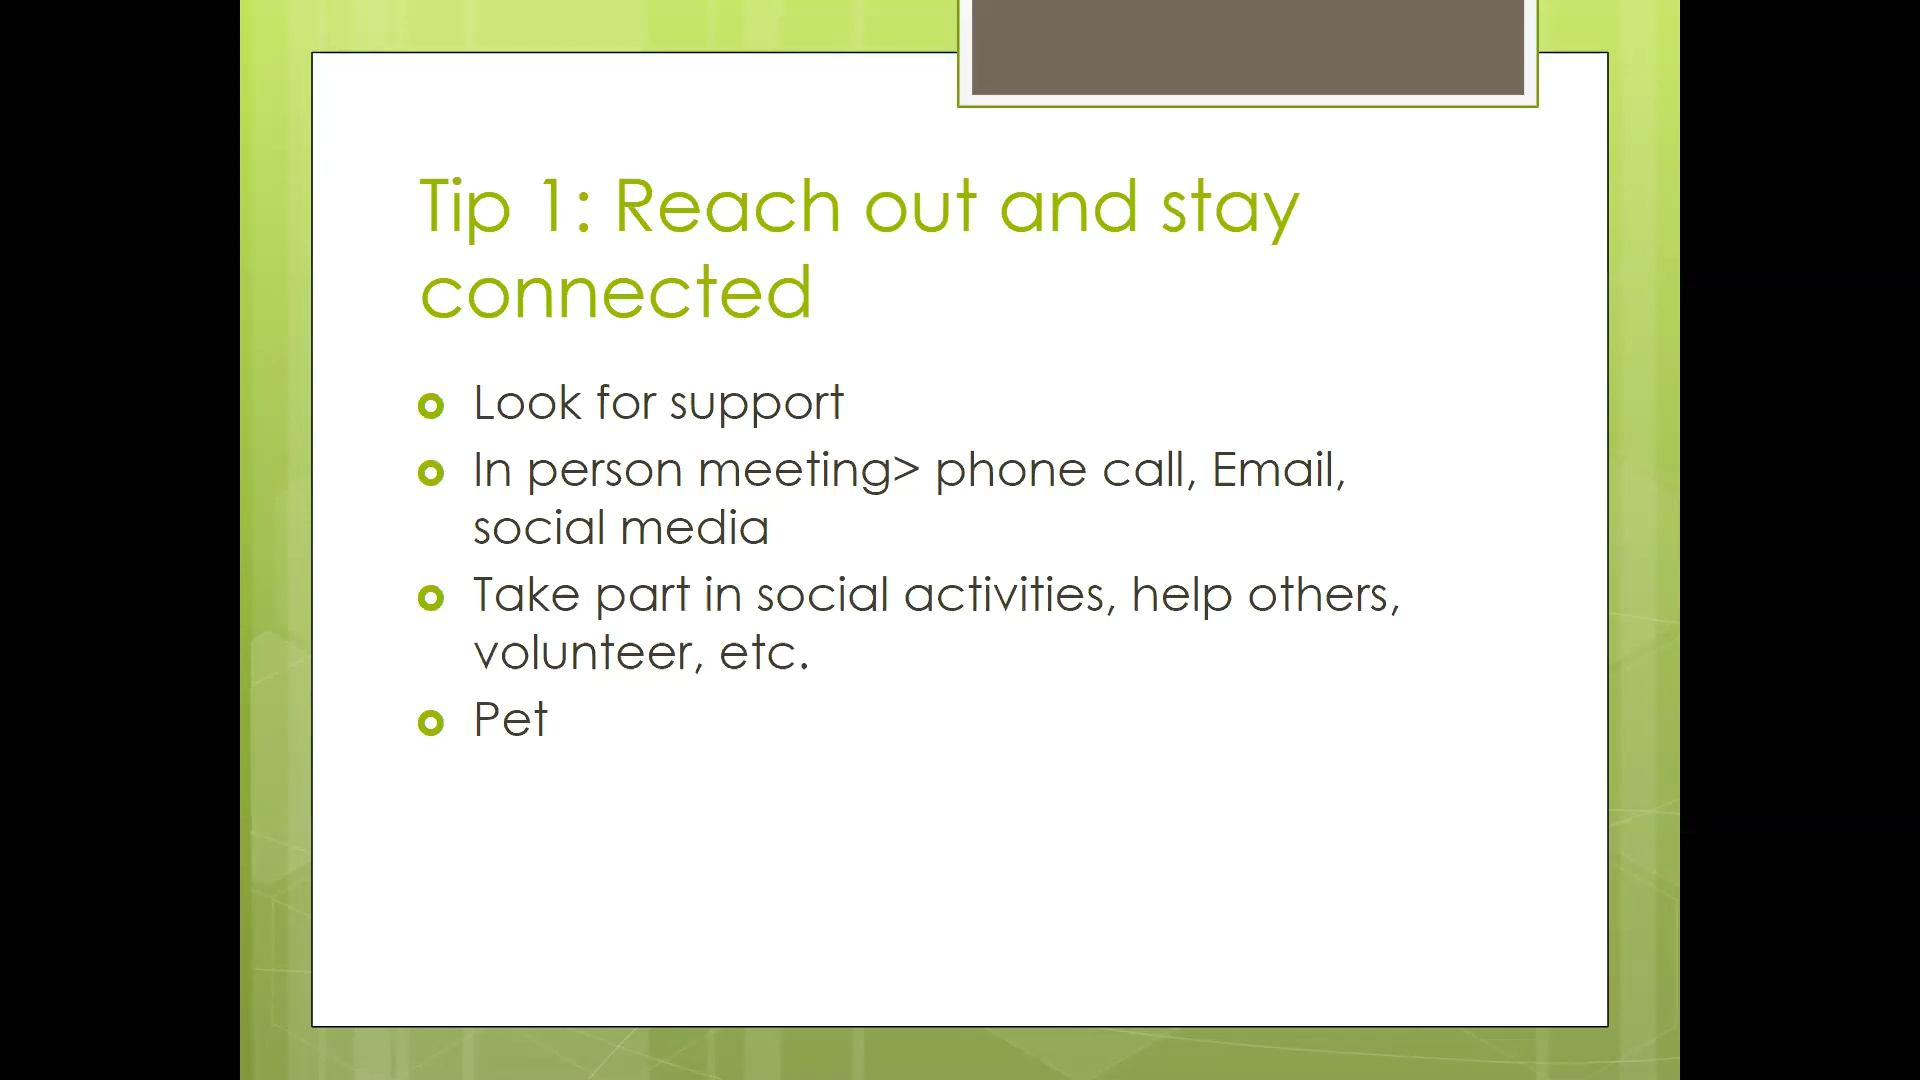 Tip 1: Reach out and stay
connected
Look for support
In person meeting> phone call, Email,
social media
Take part in social activities, help others,
volunteer, etc.
Pet